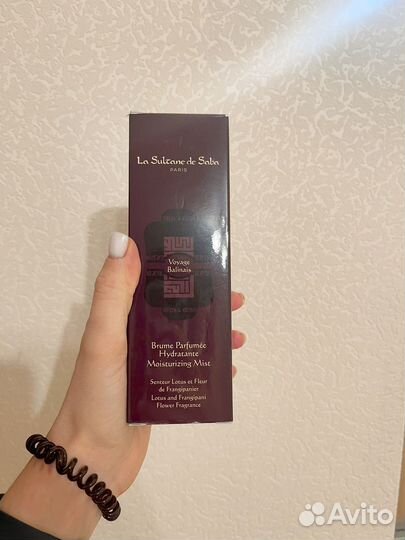 La Sultane de Saba
PARIS
Voyage
Balinais
Brume Parfumée
Hydratante
Moisturizing Mist
Senteur Lotus et Fleur
de Frangipanier
Lotus and Frangipani
Flower Fragrance
Avito